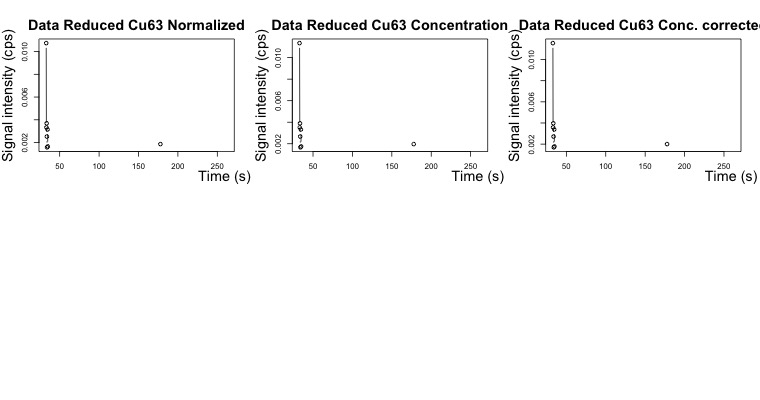 Data Reduced Cu63 Normalized
Signal intensity (cps)
0.002 0.006 0.010
50 100 150 200 250
Time (s)
Data Reduced Cu63 Concentration
Signal intensity (cps)
0.002 0.006 0.010
50 100 150 200 250
Time (s)
Data Reduced Cu63 Conc. corrected
Signal intensity (cps)
0.002 0.006 0.010
50 100 150 200 250
Time (s)